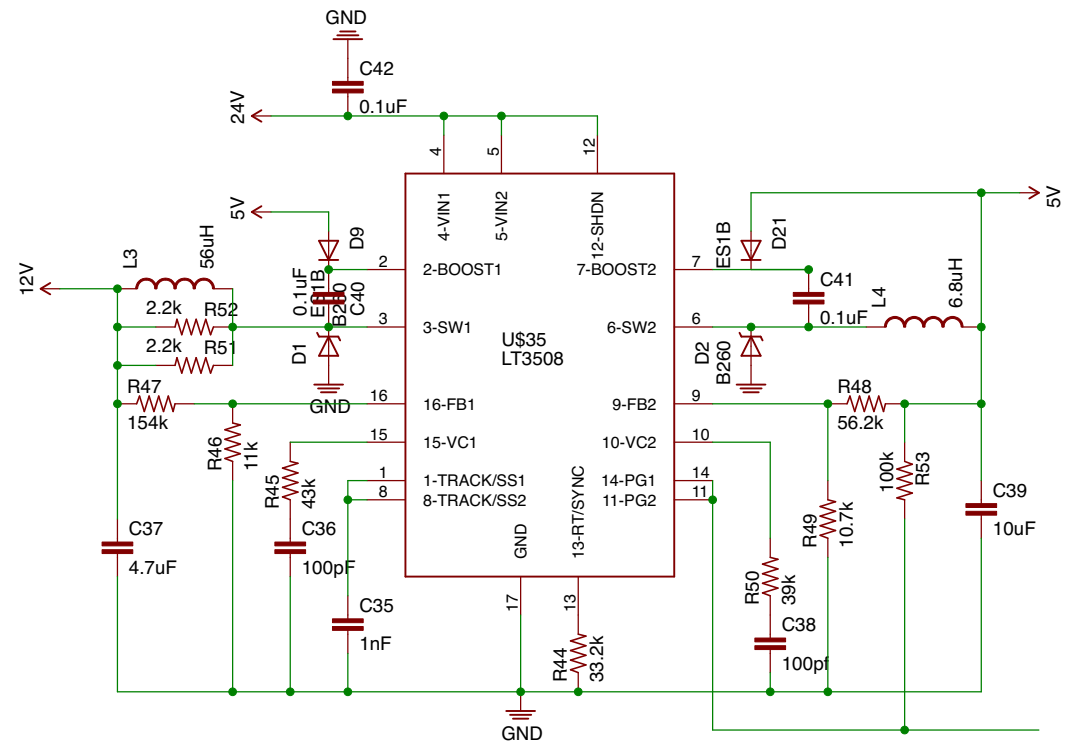 GND
C42
0.1uF
24V
4
5
12
4-VIN1
5-VIN2
12-SHDN
5V
D9
ES1B
D21
5V
L3
56uH
12V
0.1uF
ES1B
B260
C40
2
2-BOOST1
7-BOOST2
7
C41
0.1uF
L4
6.8uH
2.2k
R52
2.2k
R51
D1
GND
3
3-SW1
6-SW2
6
U$35
LT3508
D2
B260
R47
154k
16
16-FB1
9-FB2
9
R48
56.2k
R46
11k
15
15-VC1
10-VC2
10
R45
43k
1
1-TRACK/SS1
14-PG1
14
8
8-TRACK/SS2
11-PG2
11
100k
R53
C39
10uF
GND
13-RT/SYNC
C37
4.7uF
C36
100pF
R49
10.7k
R50
39k
C35
1nF
17
13
R44
33.2k
C38
100pf
GND